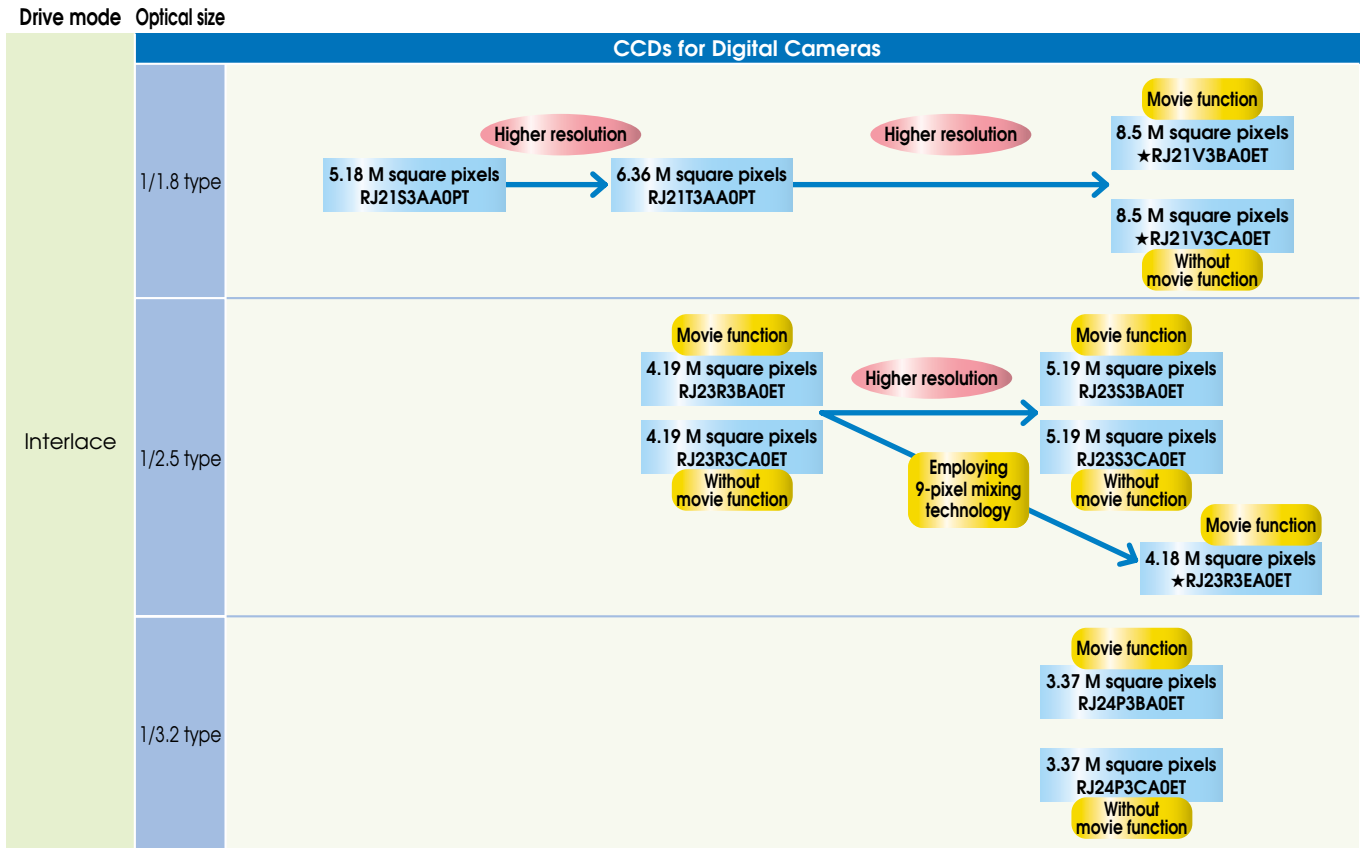 Drive mode Optical size
CCDs for Digital Cameras
Interlace
1/1.8 type
Higher resolution
Higher resolution
5.18 M square pixels
RJ21S3AA0PT
6.36 M square pixels
RJ21T3AA0PT
Movie function
8.5 M square pixels
★RJ21V3BA0ET
8.5 M square pixels
★RJ21V3CA0ET
Without
movie function
1/2.5 type
Movie function
4.19 M square pixels
RJ23R3BA0ET
4.19 M square pixels
RJ23R3CA0ET
Without
movie function
Higher resolution
Employing
9-pixel mixing
technology
Movie function
5.19 M square pixels
RJ23S3BA0ET
5.19 M square pixels
RJ23S3CA0ET
Without
movie function
Movie function
4.18 M square pixels
★RJ23R3EA0ET
1/3.2 type
Movie function
3.37 M square pixels
RJ24P3BA0ET
3.37 M square pixels
RJ24P3CA0ET
Without
movie function